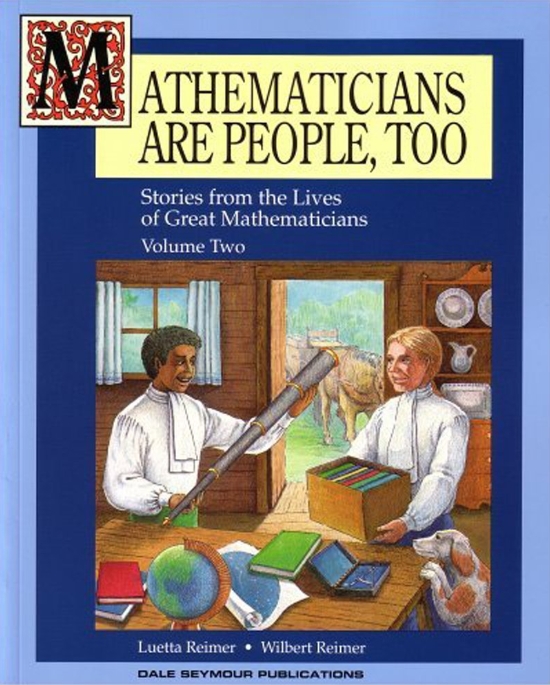 MATHEMATICIANS
ARE PEOPLE, TOO
Stories from the Lives
of Great Mathematicians
Volume Two
Luetta Reimer • Wilbert Reimer
DALE SEYMOUR PUBLICATIONS